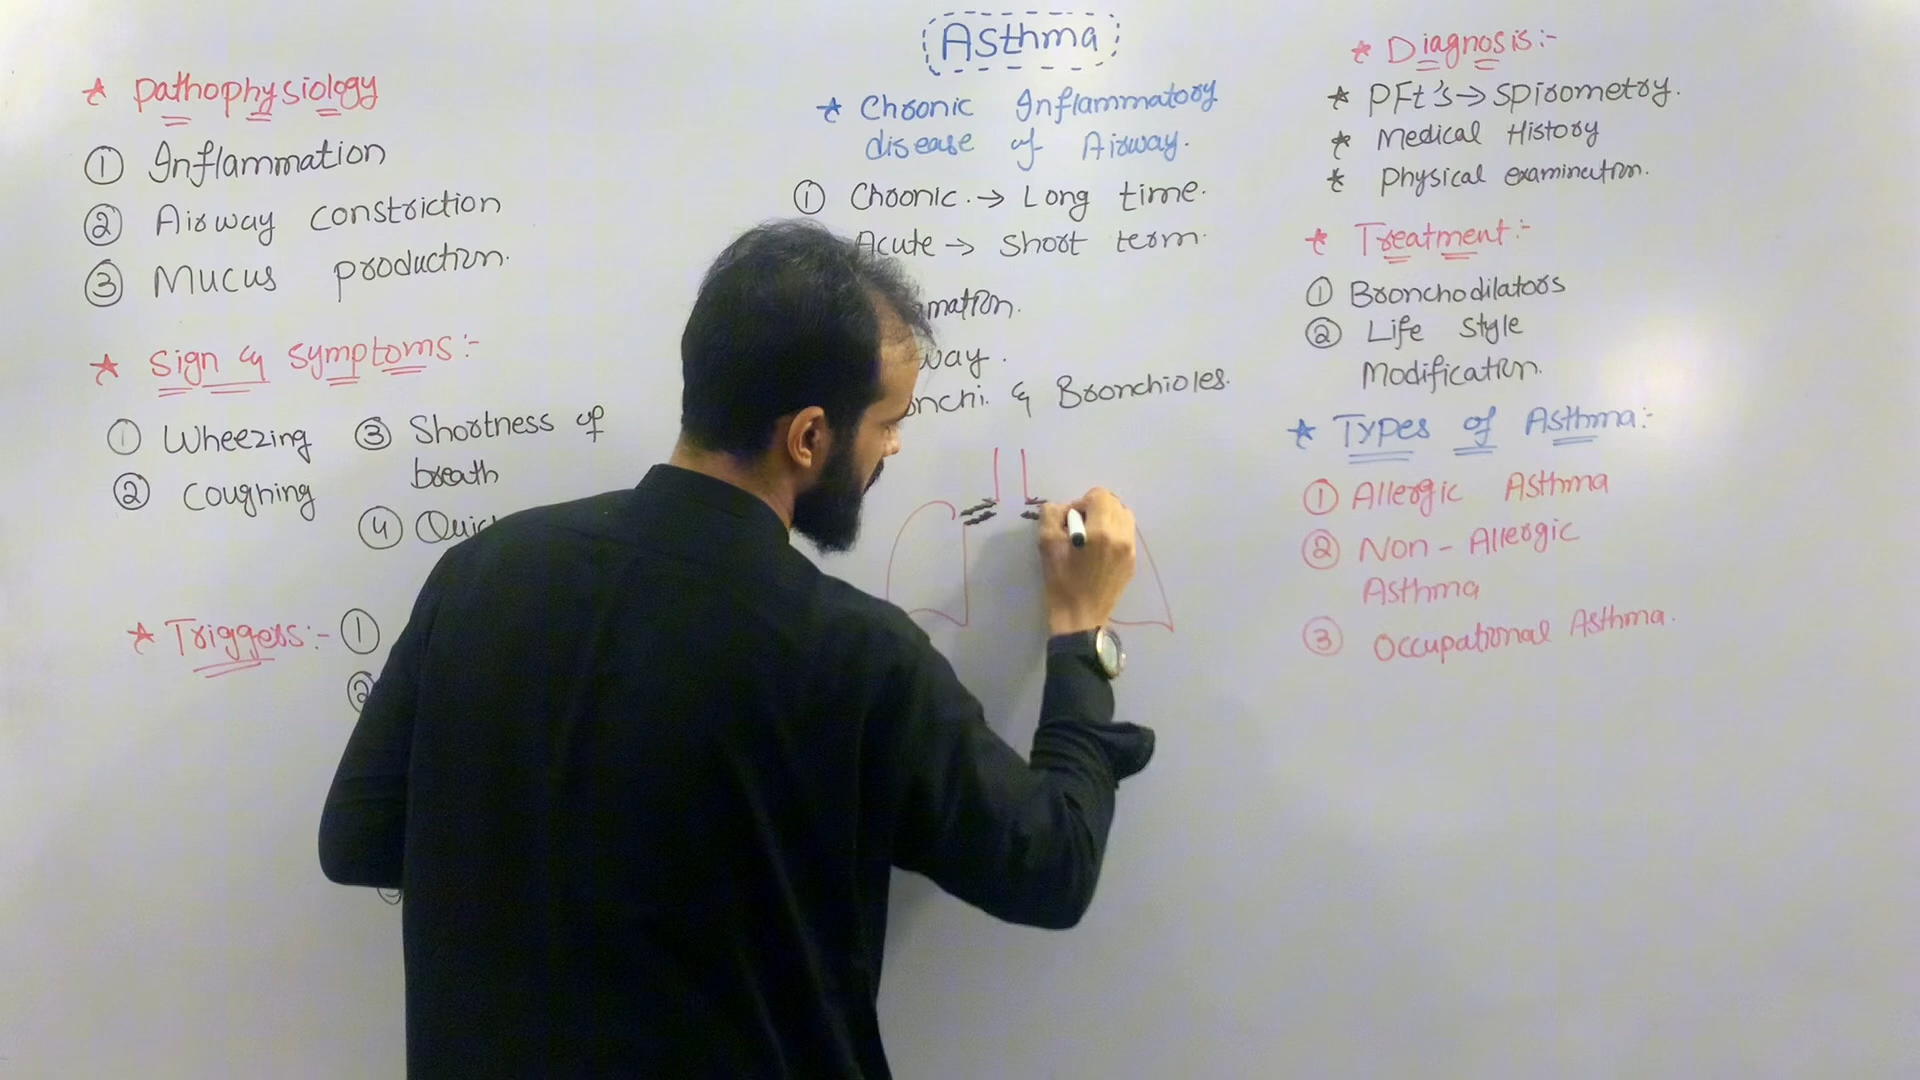 Asthma
* Pathophysiology
① Inflammation
② Airway constriction
③ Mucus production.
* Sign & Symptoms:-
① Wheezing
② Coughing
③ Shortness of
breath
④
* Triggers:- ①
②
* Chronic Inflammatory
disease of Airway.
① Chronic. → Long time.
Acute → Short term.
& Bronchioles.
* Diagnosis:-
* PFt's → Spirometry.
* Medical History
* Physical examination.
* Treatment:-
① Bronchodilators
② Life Style
Modification.
* Types of Asthma:-
① Allergic Asthma
② Non-Allergic
Asthma
③ Occupational Asthma.